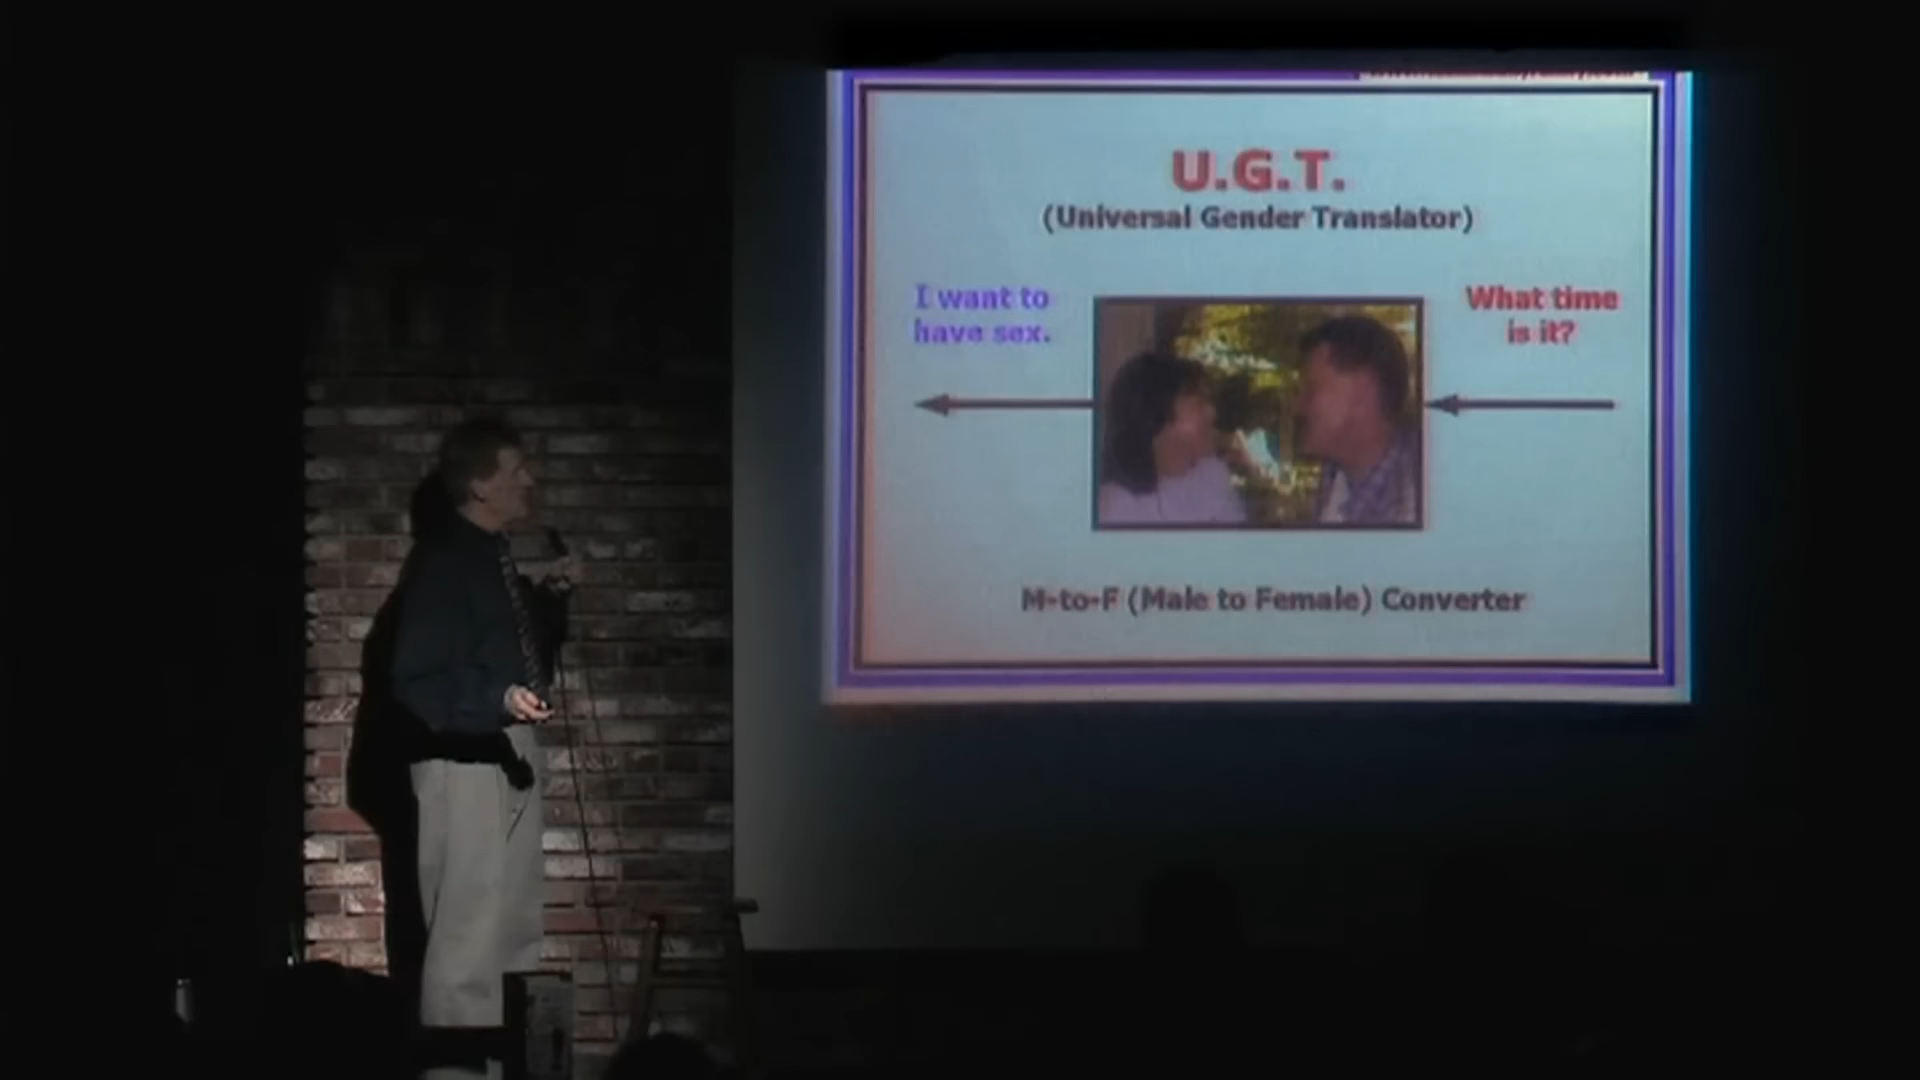 U.G.T.
(Universal Gender Translator)
I want to
have sex.
What time
is it?
M-to-F (Male to Female) Converter